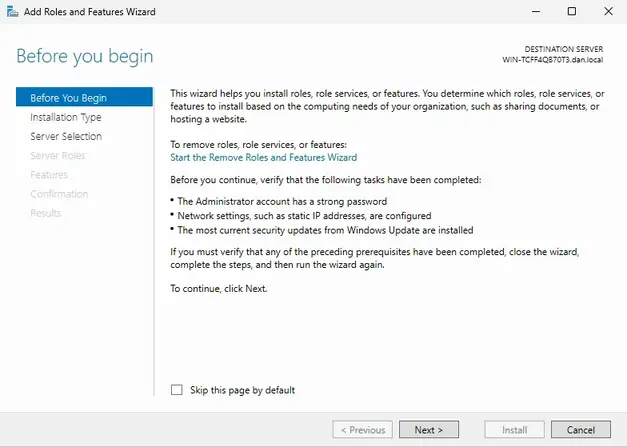 Add Roles and Features Wizard
Before you begin
DESTINATION SERVER
WIN-TCFF4QB70T3.dan.local
Before You Begin
Installation Type
Server Selection
Server Roles
Features
Confirmation
Results
This wizard helps you install roles, role services, or features. You determine which roles, role services, or
features to install based on the computing needs of your organization, such as sharing documents, or
hosting a website.
To remove roles, role services, or features:
Start the Remove Roles and Features Wizard
Before you continue, verify that the following tasks have been completed:
• The Administrator account has a strong password
• Network settings, such as static IP addresses, are configured
• The most current security updates from Windows Update are installed
If you must verify that any of the preceding prerequisites have been completed, close the wizard,
complete the steps, and then run the wizard again.
To continue, click Next.
Skip this page by default
< Previous
Next >
Install
Cancel